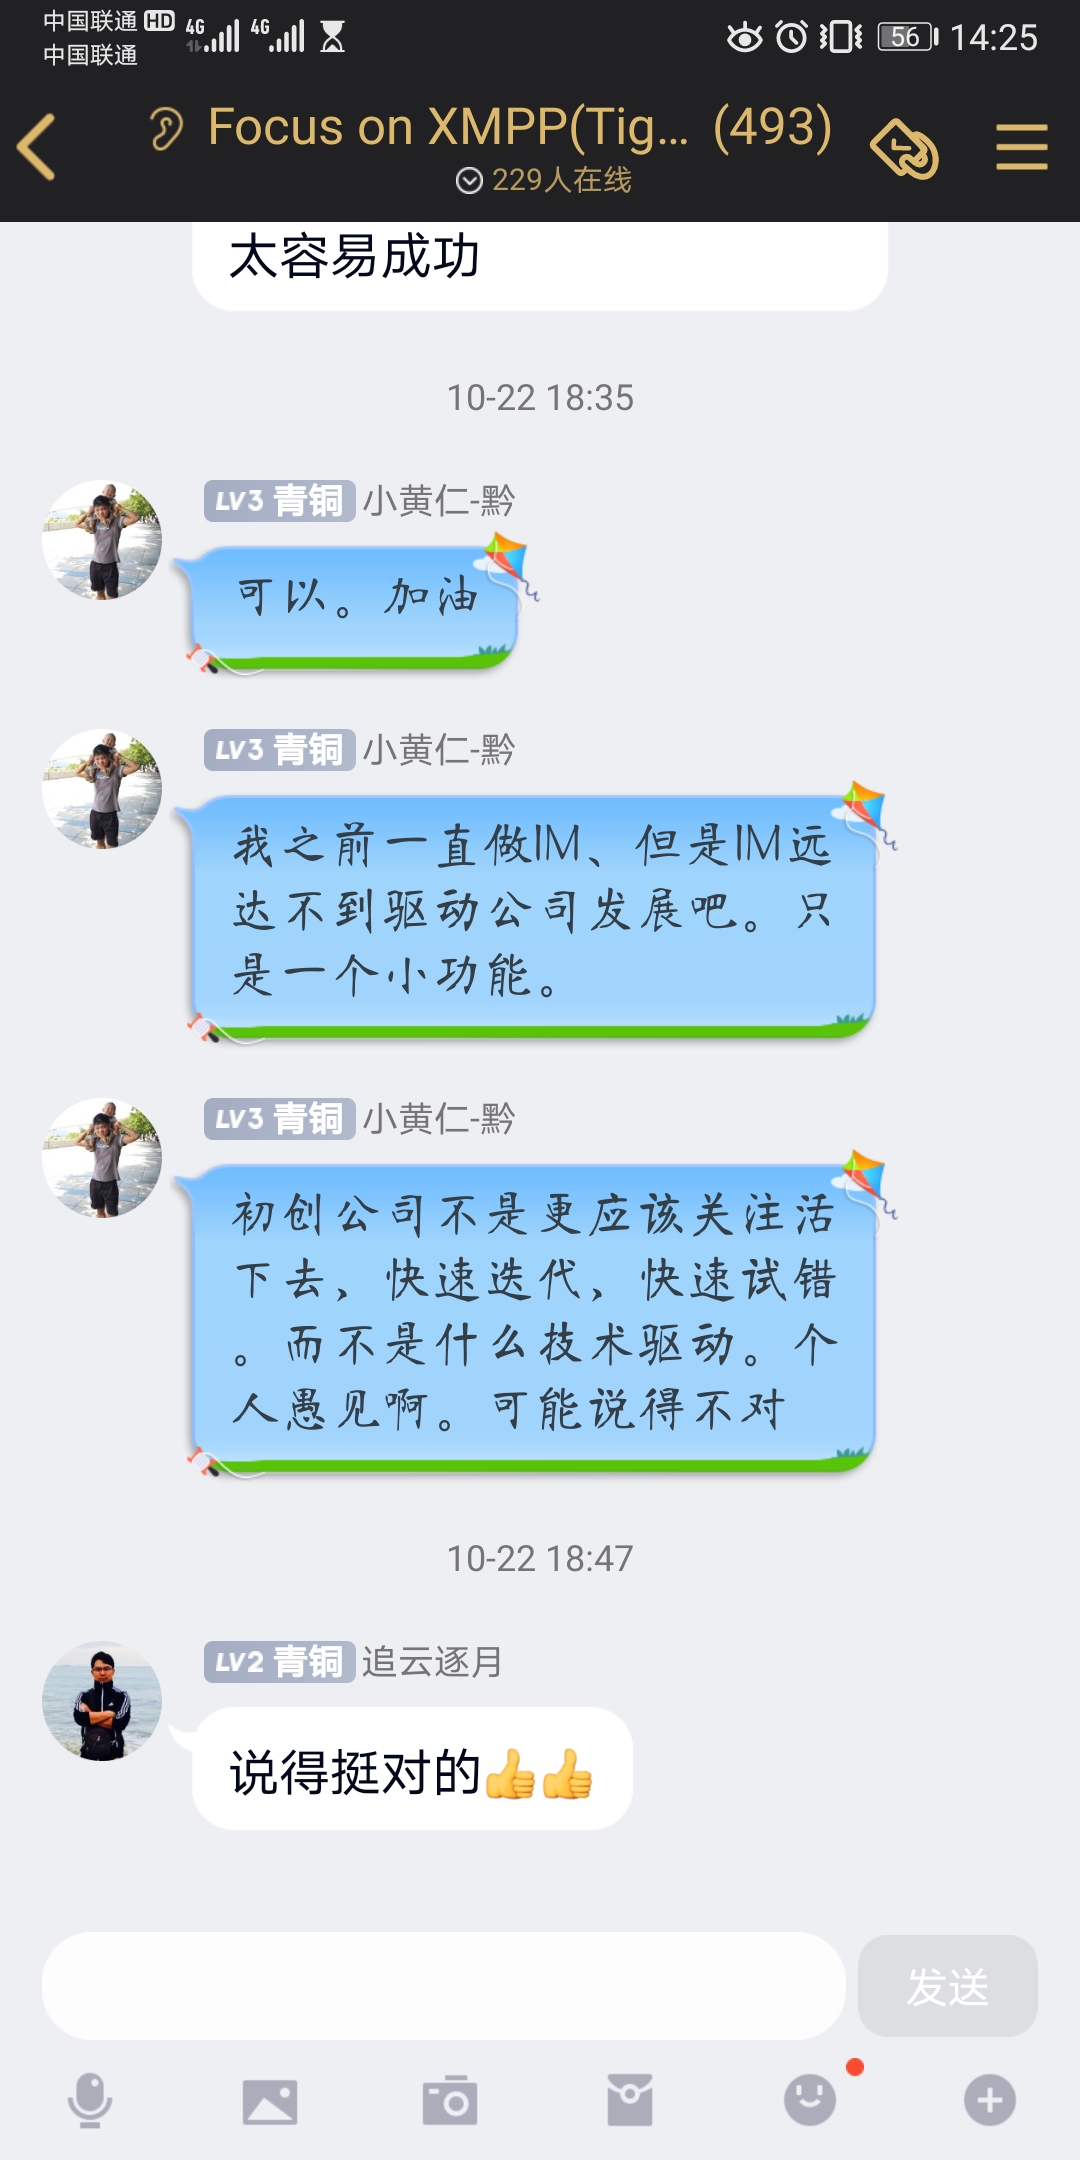 中国联通 HD 4G 4G 56 14:25
中国联通
Focus on XMPP(Tig... (493)
229人在线
太容易成功
10-22 18:35
LV3 青铜 小黄仁-黔
可以。加油
LV3 青铜 小黄仁-黔
我之前一直做IM、但是IM远
达不到驱动公司发展吧。只
是一个小功能。
LV3 青铜 小黄仁-黔
初创公司不是更应该关注活
下去、快速迭代、快速试错
。而不是什么技术驱动。个
人愚见啊。可能说得不对
10-22 18:47
LV2 青铜 追云逐月
说得挺对的👍👍
发送